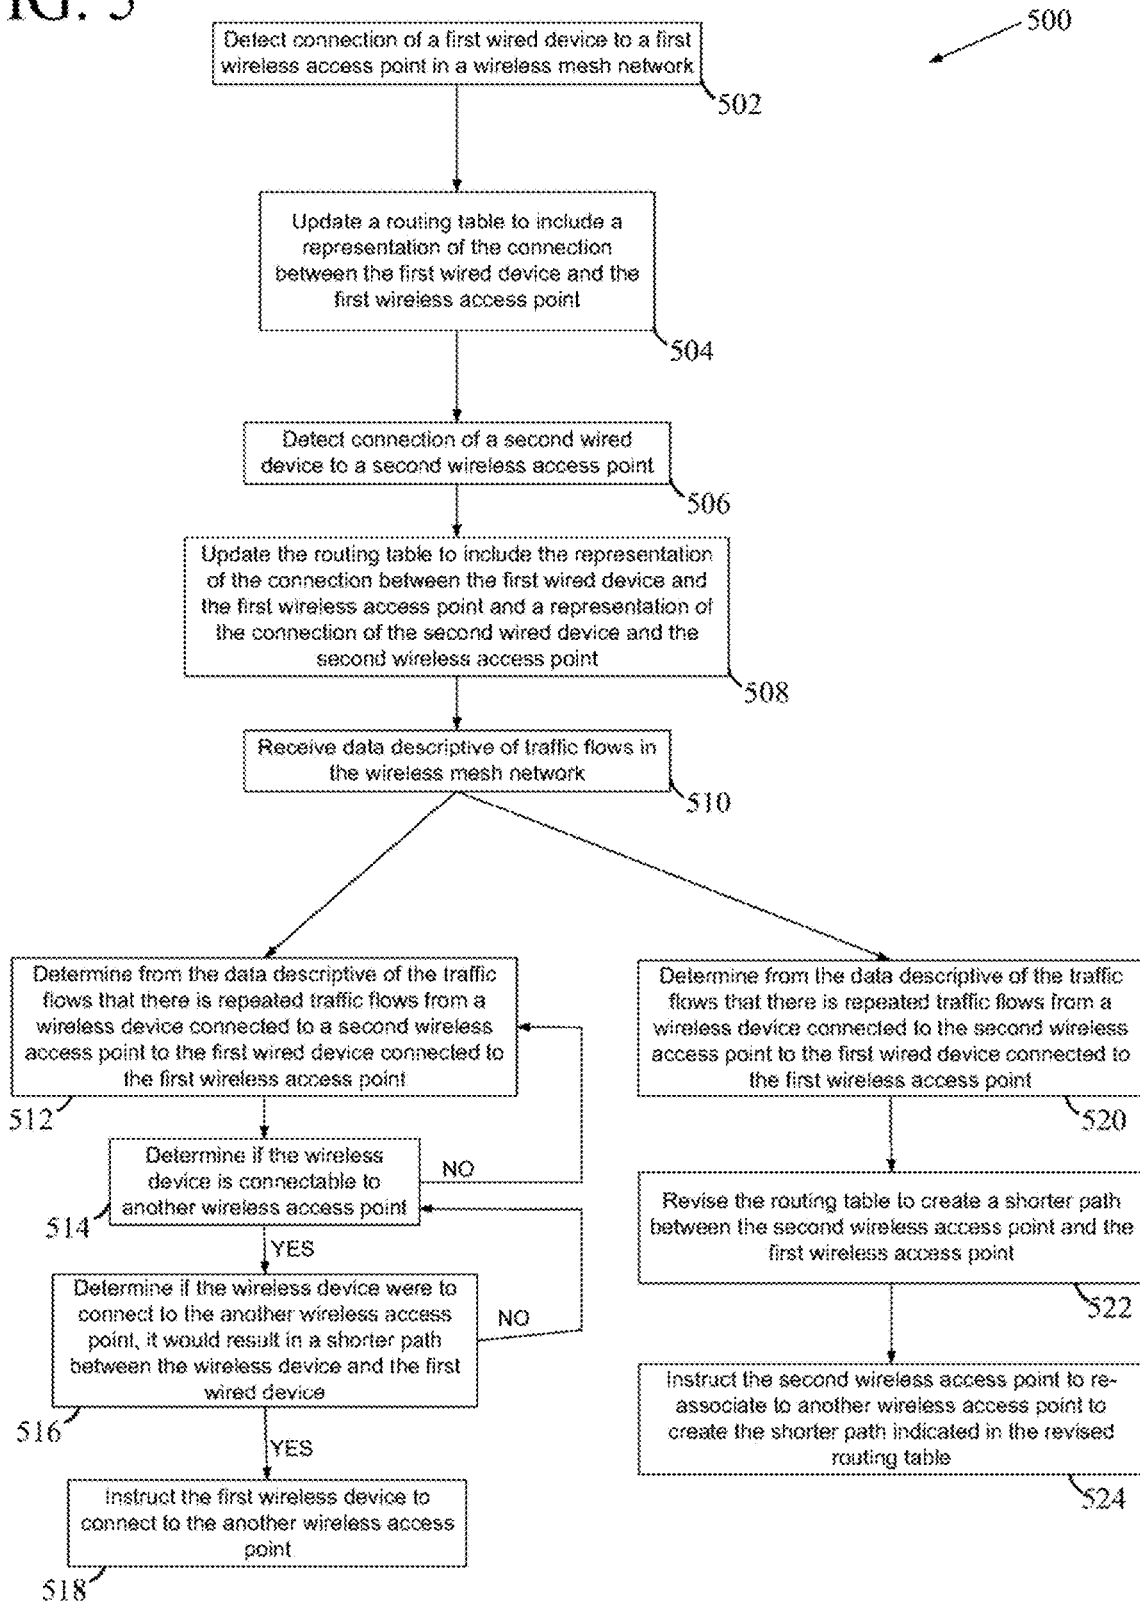 500
Detect connection of a first wired device to a first
wireless access point in a wireless mesh network
502
Update a routing table to include a
representation of the connection
between the first wired device and the
first wireless access point
504
Detect connection of a second wired
device to a second wireless access point
506
Update the routing table to include the representation
of the connection between the first wired device and
the first wireless access point and a representation of
the connection of the second wired device and the
second wireless access point
508
Receive data descriptive of traffic flows in
the wireless mesh network
510
Determine from the data descriptive of the traffic
flows that there is repeated traffic flows from a
wireless device connected to a second wireless
access point to the first wired device connected to
the first wireless access point
512
Determine if the wireless
device is connectable to
another wireless access point
514
NO
YES
Determine if the wireless device were to
connect to the another wireless access
point, it would result in a shorter path
between the wireless device and the first
wired device
516
NO
YES
Instruct the first wireless device to
connect to the another wireless access
point
518
Determine from the data descriptive of the traffic
flows that there is repeated traffic flows from a
wireless device connected to the second wireless
access point to the first wired device connected to
the first wireless access point
520
Revise the routing table to create a shorter path
between the second wireless access point and the
first wireless access point
522
Instruct the second wireless access point to re-
associate to another wireless access point to
create the shorter path indicated in the revised
routing table
524